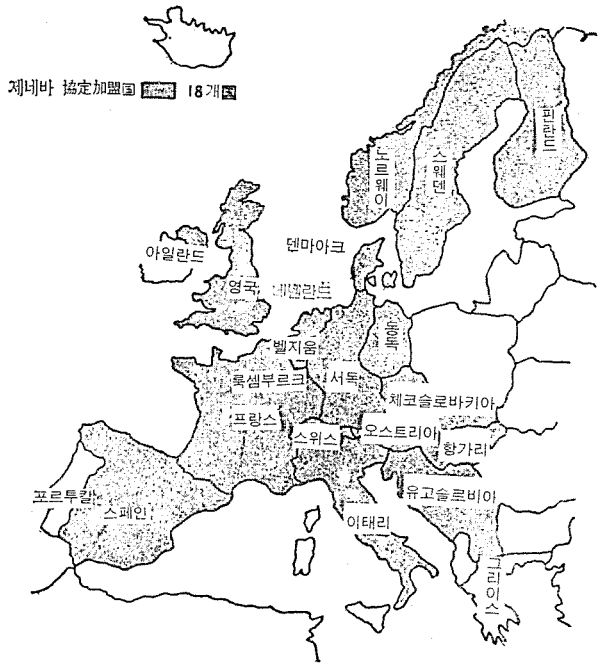 제네바 協定加盟国 18개국
핀란드
노르웨이
스웨덴
덴마아크
아일란드
영국
네델란드
동독
벨지움
룩셈부르크
서독
체코슬로바키아
프랑스
스위스
오스트리아
항가리
포르투칼
스페인
유고슬로비아
이태리
그리이스